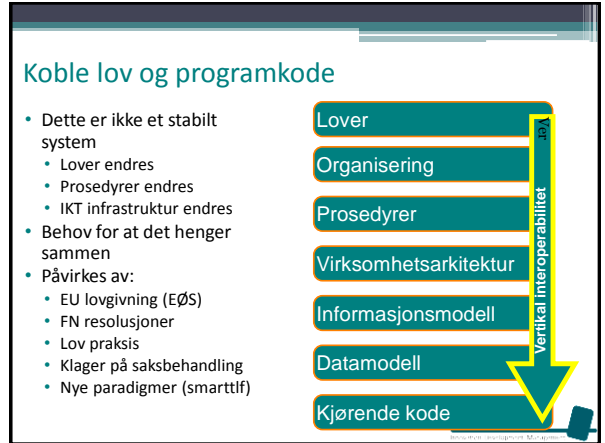 Koble lov og programkode
• Dette er ikke et stabilt
system
• Lover endres
• Prosedyrer endres
• IKT infrastruktur endres
• Behov for at det henger
sammen
• Påvirkes av:
• EU lovgivning (EØS)
• FN resolusjoner
• Lov praksis
• Klager på saksbehandling
• Nye paradigmer (smarttlf)
Lover
Organisering
Prosedyrer
Virksomhetsarkitektur
Informasjonsmodell
Datamodell
Kjørende kode
Ver
Vertikal interoperabilitet